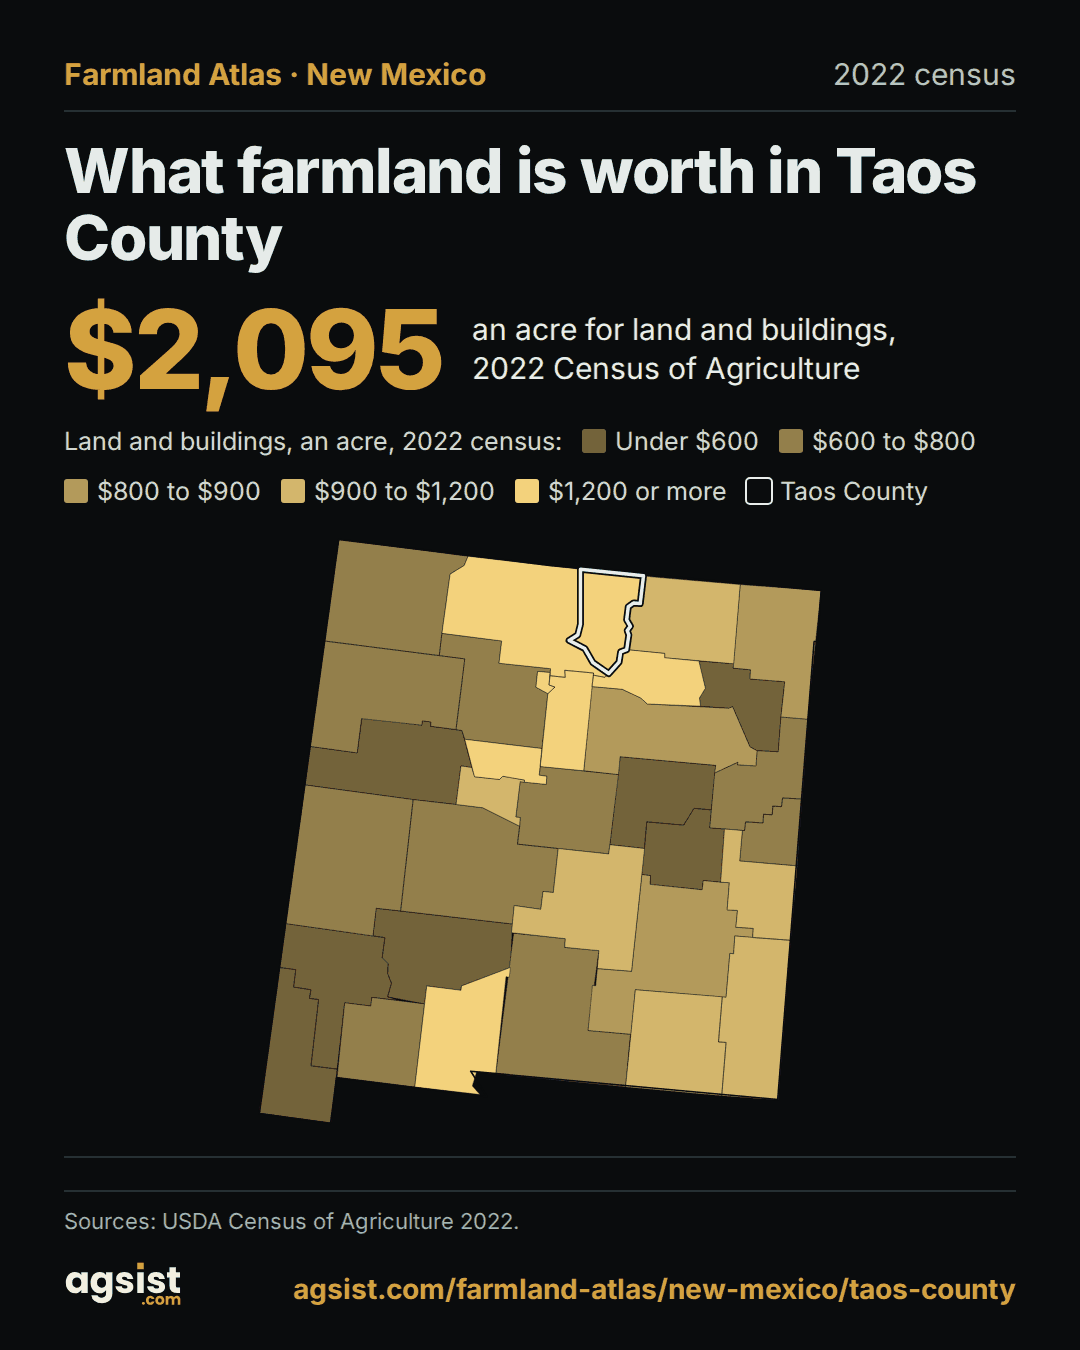 Farmland Atlas · New Mexico
2022 census
What farmland is worth in Taos
County
$2,095
an acre for land and buildings,
2022 Census of Agriculture
Land and buildings, an acre, 2022 census: Under $600 $600 to $800
$800 to $900 $900 to $1,200 $1,200 or more Taos County
Sources: USDA Census of Agriculture 2022.
agsist
.com
agsist.com/farmland-atlas/new-mexico/taos-county